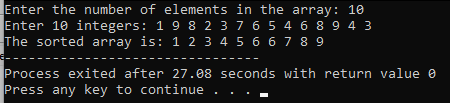 Enter the number of elements in the array: 10
Enter 10 integers: 1 9 8 2 3 7 6 5 4 6 8 9 4 3
The sorted array is: 1 2 3 4 5 6 6 7 8 9
--------------------------------
Process exited after 27.08 seconds with return value 0
Press any key to continue . . .